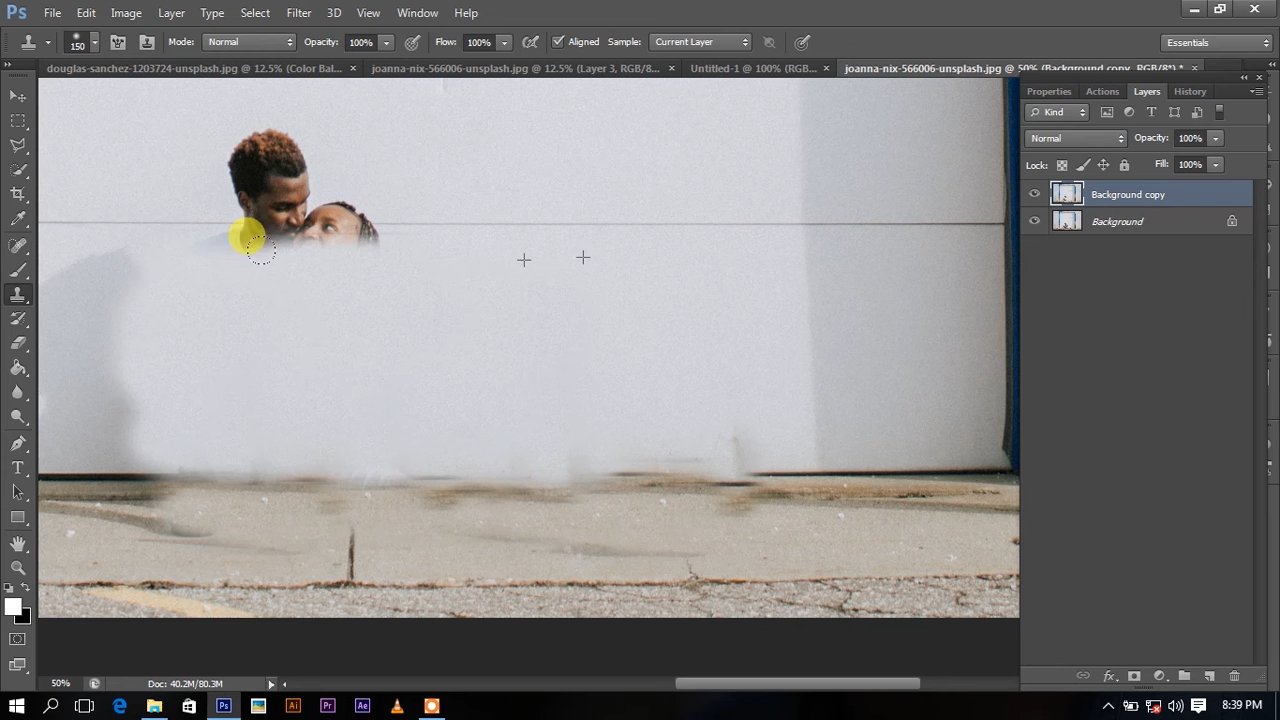 Ps File Edit Image Layer Type Select Filter 3D View Window Help
150 Mode: Normal Opacity: 100% Flow: 100% Aligned Sample: Current Layer Essentials
douglas-sanchez-1203724-unsplash.jpg @ 12.5% (Color Bal... × joanna-nix-566006-unsplash.jpg @ 12.5% (Layer 3, RGB/8... × Untitled-1 @ 100% (RGB... × joanna-nix-566006-unsplash.jpg @ 50% (Background copy, RGB/8*) * ×
Properties Actions Layers History
Kind
Normal Opacity: 100%
Lock: Fill: 100%
Background copy
Background
T
50% Doc: 40.2M/80.3M
Ps Ai Pr Ae 8:39 PM